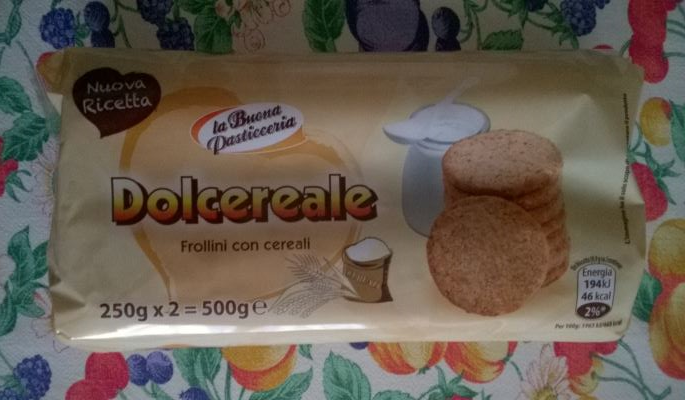 Nuova
Ricetta
la Buona
Pasticceria
Dolcereale
Frollini con cereali
250g x 2 = 500g e
Energia
194kJ
46 kcal
2%*